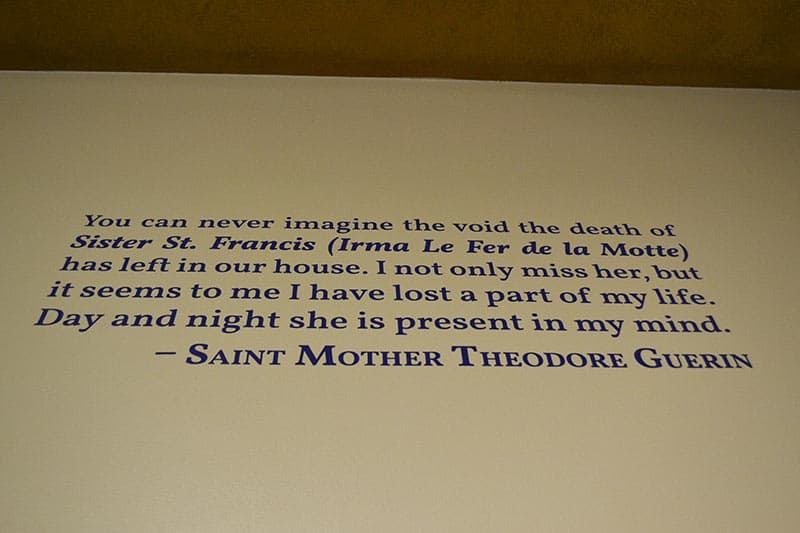 You can never imagine the void the death of
Sister St. Francis (Irma Le Fer de la Motte)
has left in our house. I not only miss her, but
it seems to me I have lost a part of my life.
Day and night she is present in my mind.
– SAINT MOTHER THEODORE GUERIN